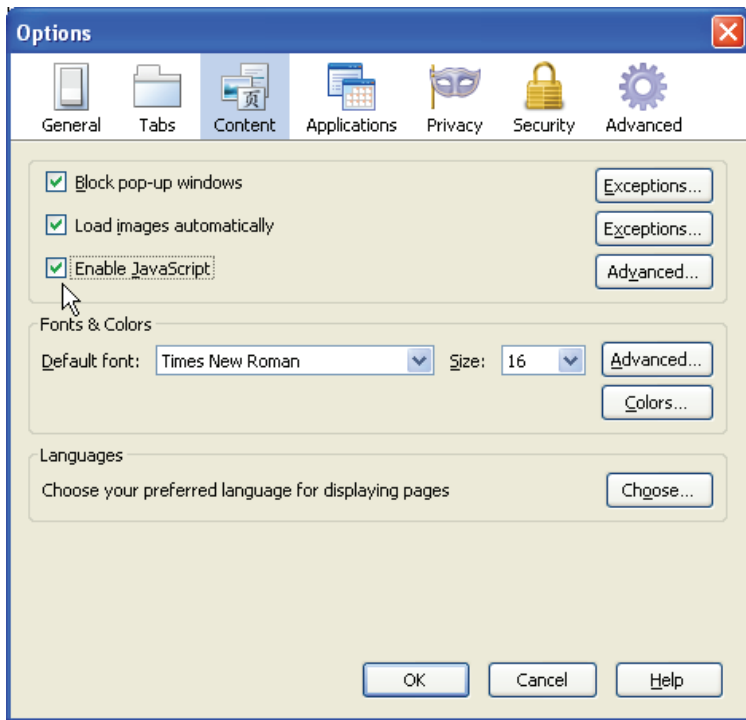 Options
General Tabs Content Applications Privacy Security Advanced
页
Block pop-up windows Exceptions...
Load images automatically Exceptions...
Enable JavaScript Advanced...
Fonts & Colors
Default font: Times New Roman Size: 16 Advanced...
Colors...
Languages
Choose your preferred language for displaying pages Choose...
OK Cancel Help